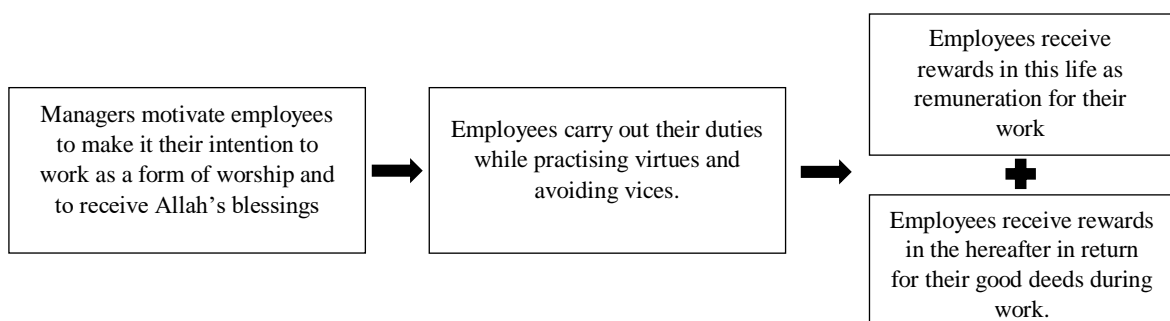 Managers motivate employees
to make it their intention to
work as a form of worship and
to receive Allah’s blessings
Employees carry out their duties
while practising virtues and
avoiding vices.
Employees receive
rewards in this life as
remuneration for their
work
Employees receive rewards
in the hereafter in return
for their good deeds during
work.